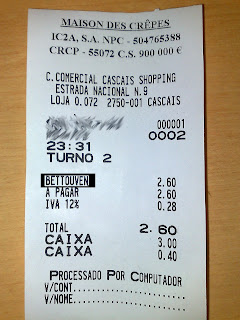 MAISON DES CRÊPES
IC2A, S.A. NPC - 504765388
CRCP - 55072 C.S. 900 000 €
C.COMERCIAL CASCAIS SHOPPING
ESTRADA NACIONAL N.9
LOJA 0.072 2750-001 CASCAIS
000001
0002
23:31
TURNO 2
BETTOUVEN 2.60
A PAGAR 2.60
IVA 12% 0.28
TOTAL 2.60
CAIXA 3.00
CAIXA 0.40
PROCESSADO POR COMPUTADOR
V/CONT.
V/NOME